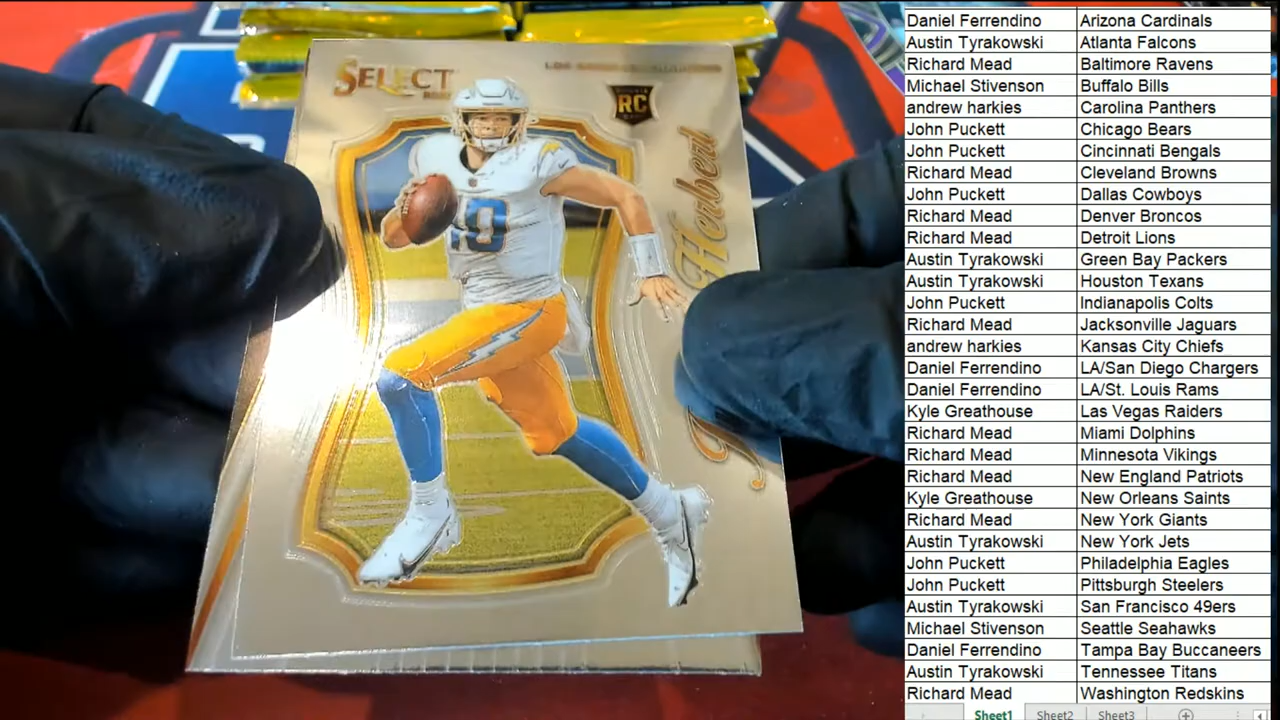 SELECT
RC
10
Herbert
Daniel Ferrendino Arizona Cardinals
Austin Tyrakowski Atlanta Falcons
Richard Mead Baltimore Ravens
Michael Stivenson Buffalo Bills
andrew harkies Carolina Panthers
John Puckett Chicago Bears
John Puckett Cincinnati Bengals
Richard Mead Cleveland Browns
John Puckett Dallas Cowboys
Richard Mead Denver Broncos
Richard Mead Detroit Lions
Austin Tyrakowski Green Bay Packers
Austin Tyrakowski Houston Texans
John Puckett Indianapolis Colts
Richard Mead Jacksonville Jaguars
andrew harkies Kansas City Chiefs
Daniel Ferrendino LA/San Diego Chargers
Daniel Ferrendino LA/St. Louis Rams
Kyle Greathouse Las Vegas Raiders
Richard Mead Miami Dolphins
Richard Mead Minnesota Vikings
Richard Mead New England Patriots
Kyle Greathouse New Orleans Saints
Richard Mead New York Giants
Austin Tyrakowski New York Jets
John Puckett Philadelphia Eagles
John Puckett Pittsburgh Steelers
Austin Tyrakowski San Francisco 49ers
Michael Stivenson Seattle Seahawks
Daniel Ferrendino Tampa Bay Buccaneers
Austin Tyrakowski Tennessee Titans
Richard Mead Washington Redskins
Sheet1 Sheet2 Sheet3